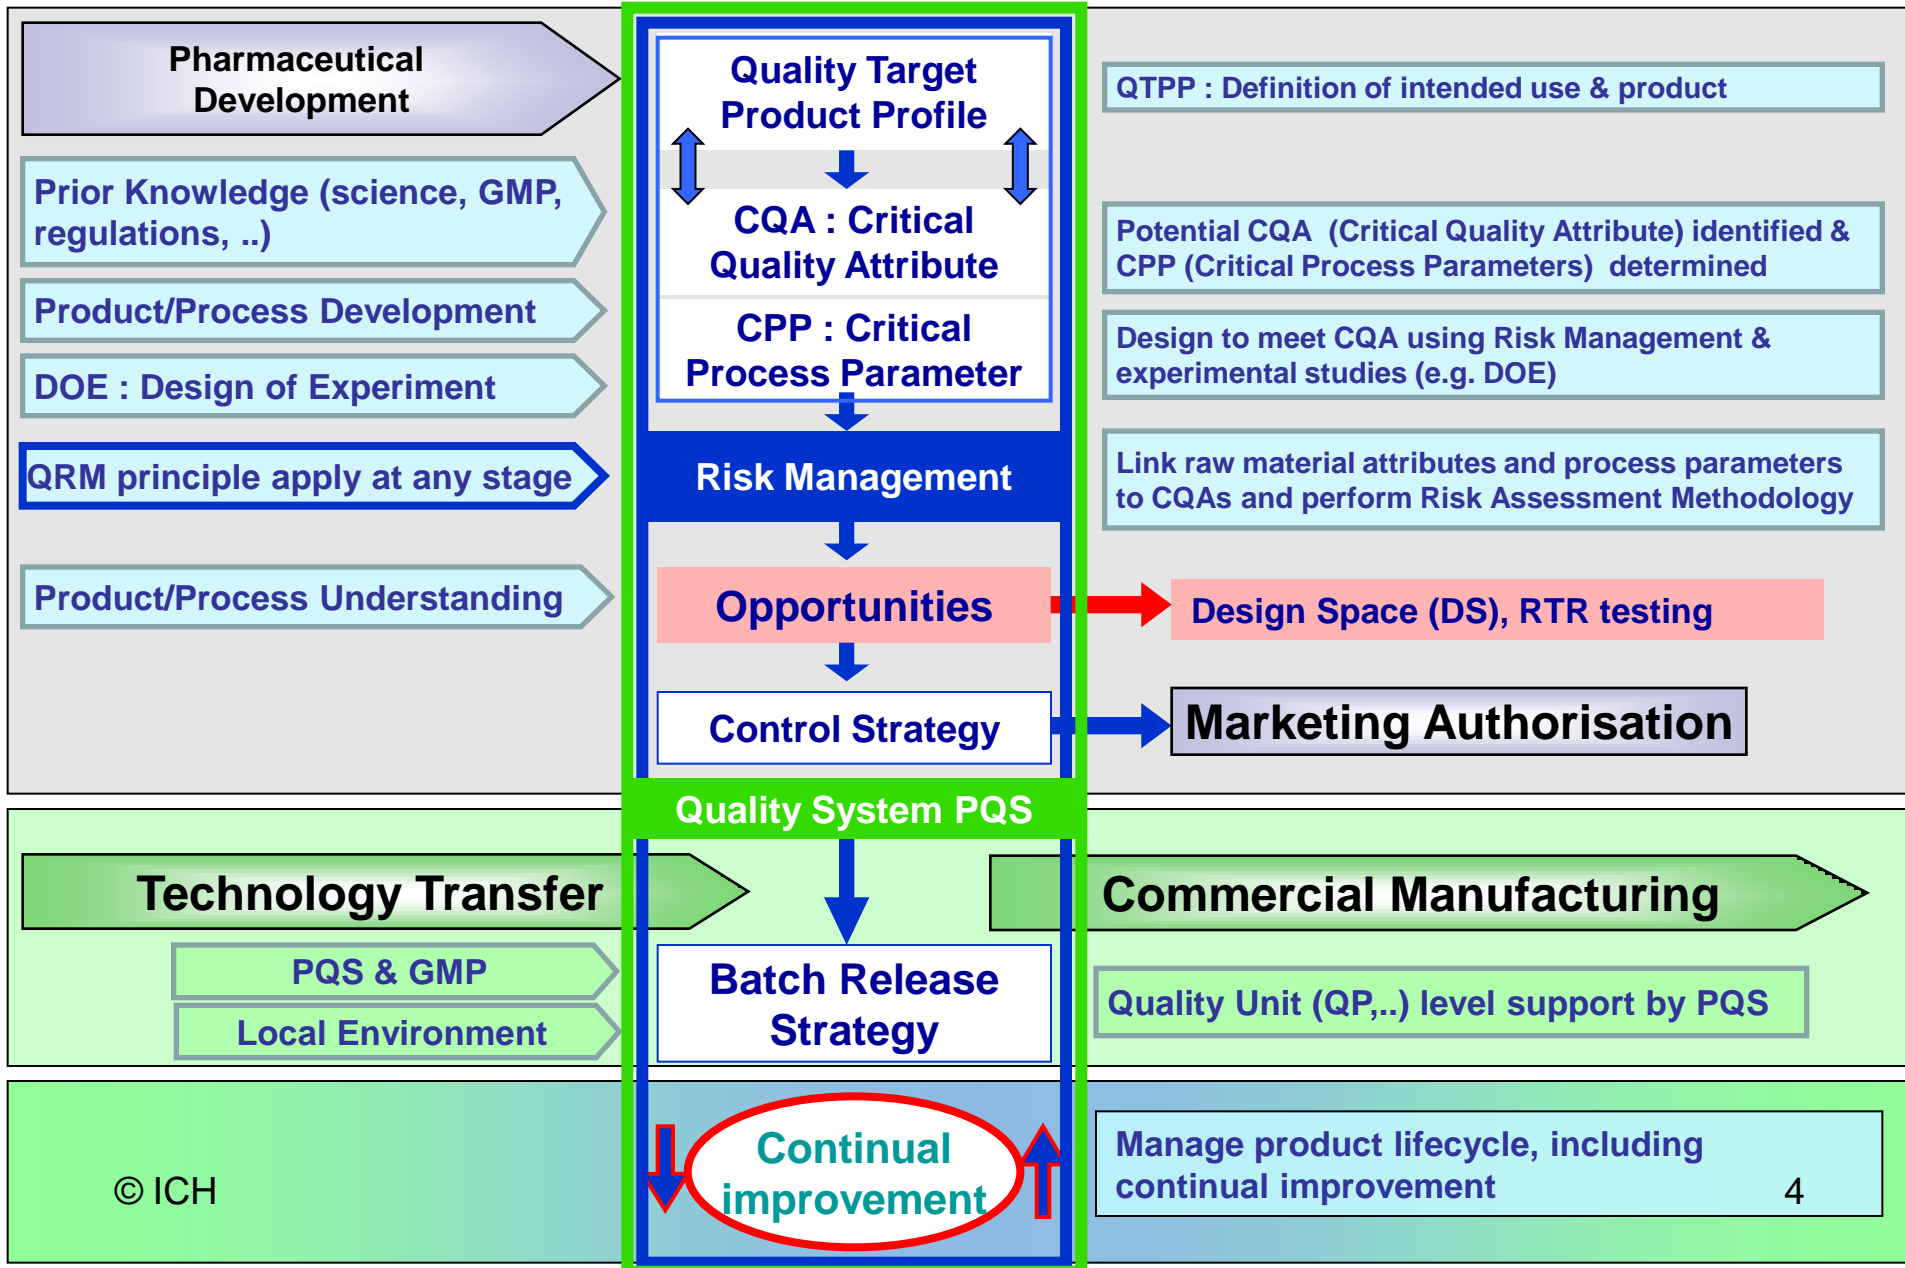 Pharmaceutical
Development
Prior Knowledge (science, GMP,
regulations, ..)
Product/Process Development
DOE : Design of Experiment
QRM principle apply at any stage
Product/Process Understanding
Quality Target
Product Profile
CQA : Critical
Quality Attribute
CPP : Critical
Process Parameter
Risk Management
Opportunities
Control Strategy
QTPP : Definition of intended use & product
Potential CQA (Critical Quality Attribute) identified &
CPP (Critical Process Parameters) determined
Design to meet CQA using Risk Management &
experimental studies (e.g. DOE)
Link raw material attributes and process parameters
to CQAs and perform Risk Assessment Methodology
Design Space (DS), RTR testing
Marketing Authorisation
Quality System PQS
Technology Transfer
PQS & GMP
Local Environment
Batch Release
Strategy
Commercial Manufacturing
Quality Unit (QP,..) level support by PQS
© ICH
Continual
improvement
Manage product lifecycle, including
continual improvement
4